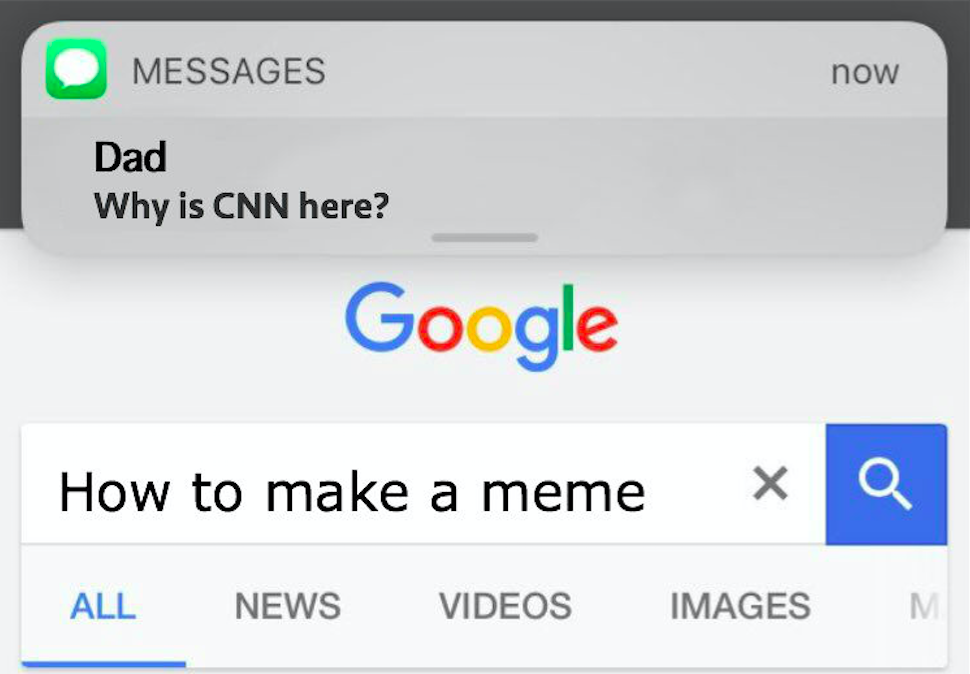 MESSAGES now
Dad
Why is CNN here?
Google
How to make a meme
ALL NEWS VIDEOS IMAGES